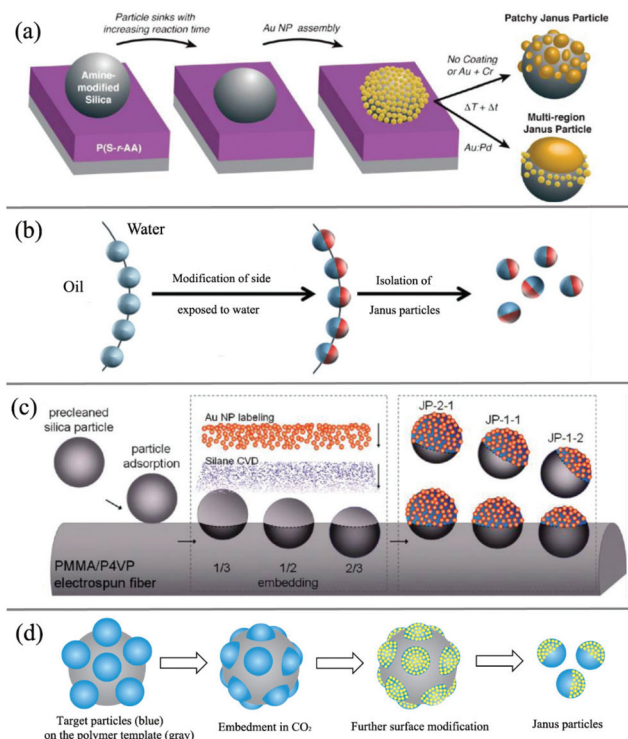 (a)
Particle sinks with
increasing reaction time
Au NP assembly
Amine-
modified
Silica
P(S-r-AA)
No Coating
or Au + Cr
ΔT + Δt
Au:Pd
Patchy Janus
Particle
Multi-region
Janus Particle
(b)
Water
Oil
Modification of side
exposed to water
Isolation of
Janus particles
(c)
precleaned
silica particle
particle
adsorption
Au NP labeling
Silane CVD
PMMA/P4VP
electrospun fiber
1/3
1/2
2/3
embedding
JP-2-1
JP-1-1
JP-1-2
(d)
Target particles (blue)
on the polymer template (gray)
Embedment in CO₂
Further surface modification
Janus particles